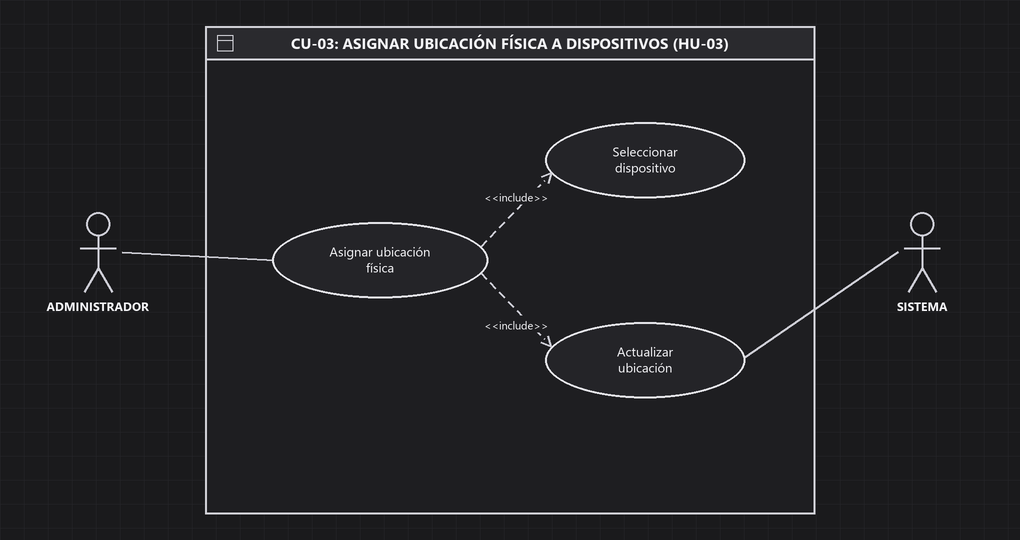 CU-03: ASIGNAR UBICACIÓN FÍSICA A DISPOSITIVOS (HU-03)
Seleccionar
dispositivo
<<include>>
Asignar ubicación
física
ADMINISTRADOR
SISTEMA
<<include>>
Actualizar
ubicación